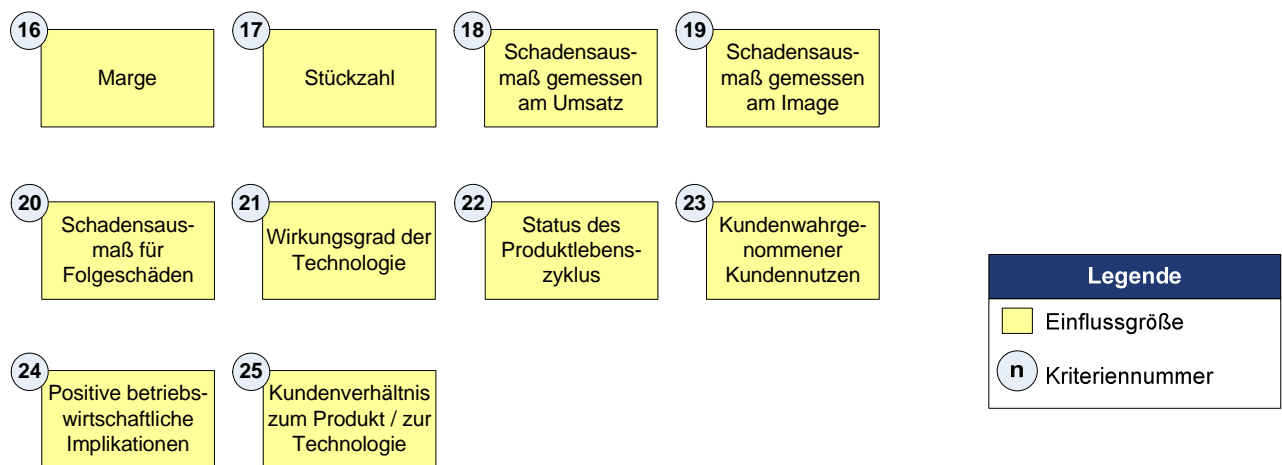 16
Marge
17
Stückzahl
18
Schadensaus-
maß gemessen
am Umsatz
19
Schadensaus-
maß gemessen
am Image
20
Schadensaus-
maß für
Folgeschäden
21
Wirkungsgrad der
Technologie
22
Status des
Produktlebens-
zyklus
23
Kundenwahrge-
nommener
Kundennutzen
24
Positive betriebs-
wirtschaftliche
Implikationen
25
Kundenverhältnis
zum Produkt / zur
Technologie
Legende
Einflussgröße
n Kriteriennummer